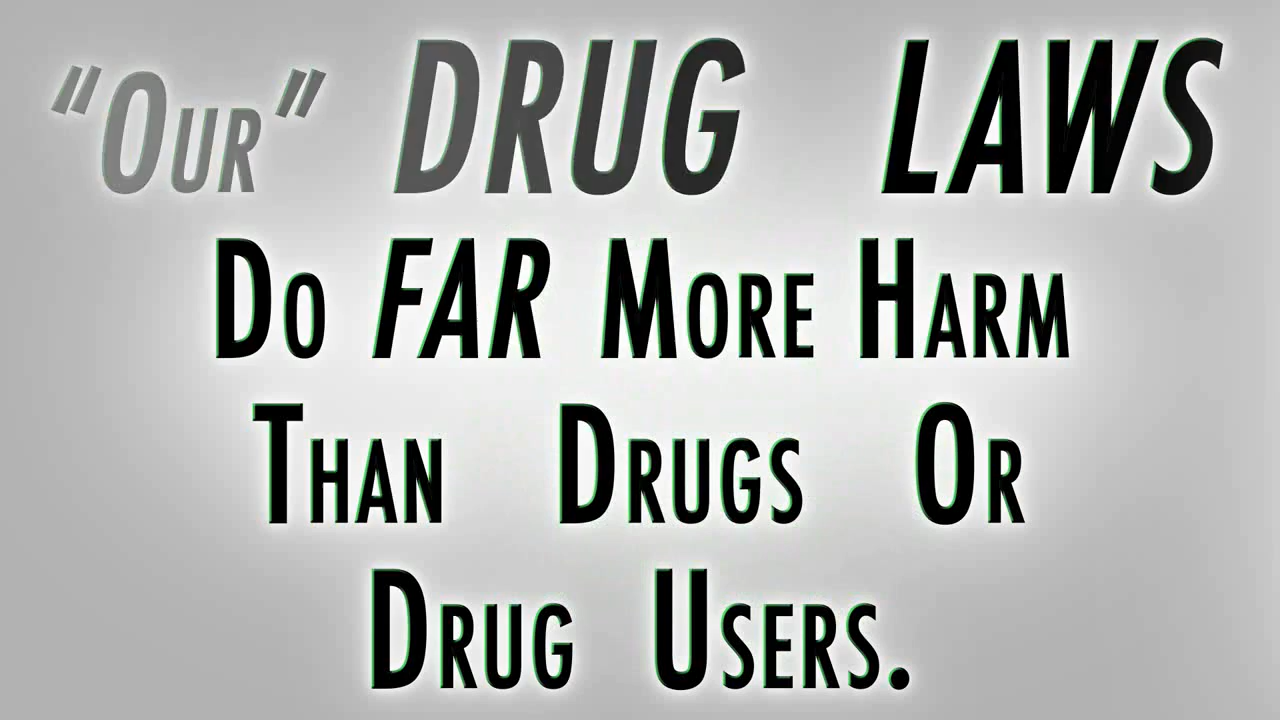 “Our” DRUG LAWS
Do FAR More Harm
Than Drugs Or
Drug Users.